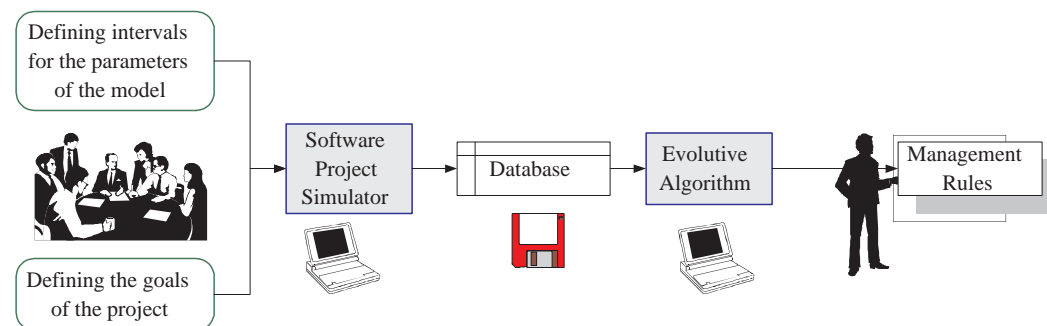 Defining intervals
for the parameters
of the model
Defining the goals
of the project
Software
Project
Simulator
Database
Evolutive
Algorithm
Management
Rules